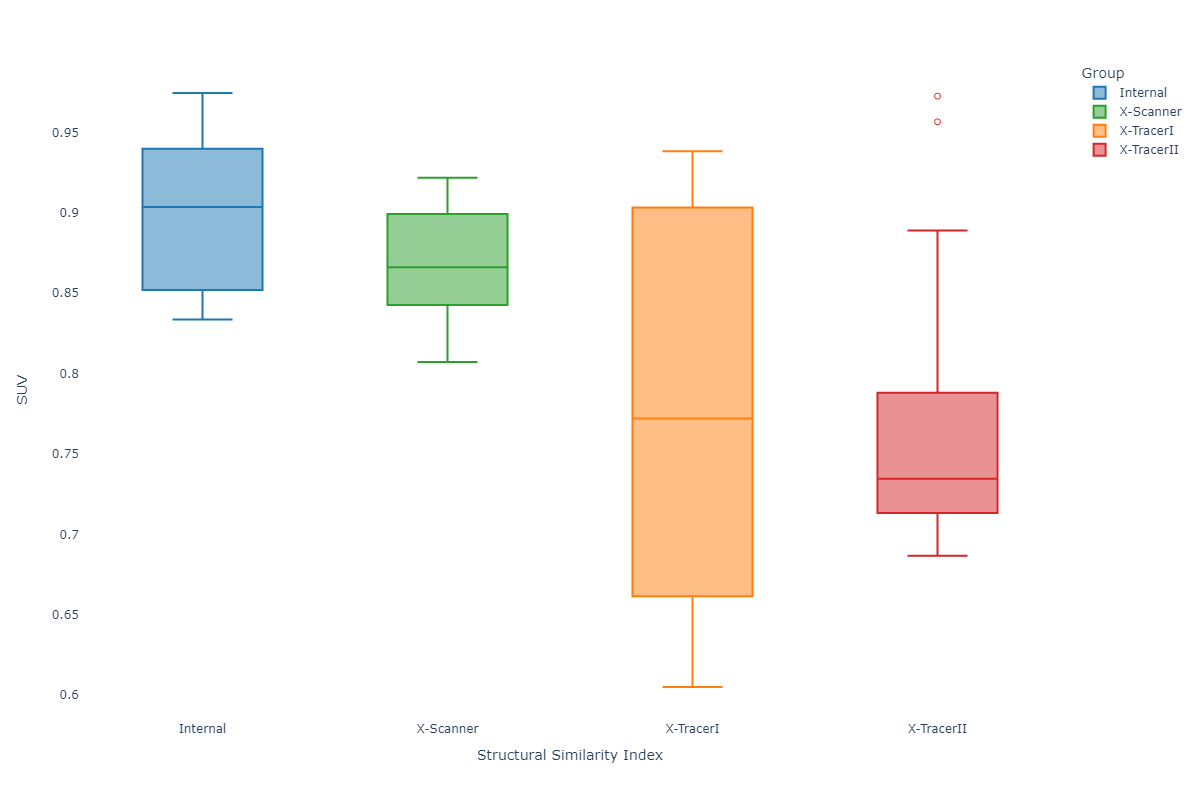 Group
Internal
X-Scanner
X-TracerI
X-TracerII
SUV
0.95
0.9
0.85
0.8
0.75
0.7
0.65
0.6
Internal
X-Scanner
X-TracerI
X-TracerII
Structural Similarity Index